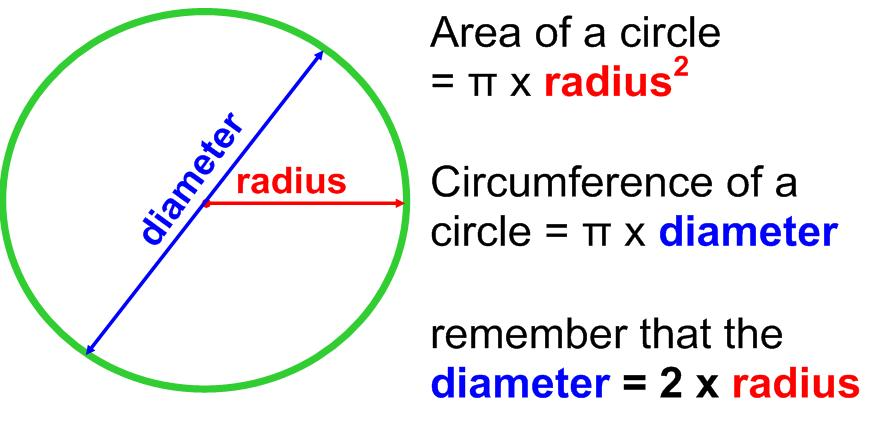 diameter
radius
Area of a circle
= π x radius²
Circumference of a
circle = π x diameter
remember that the
diameter = 2 x radius